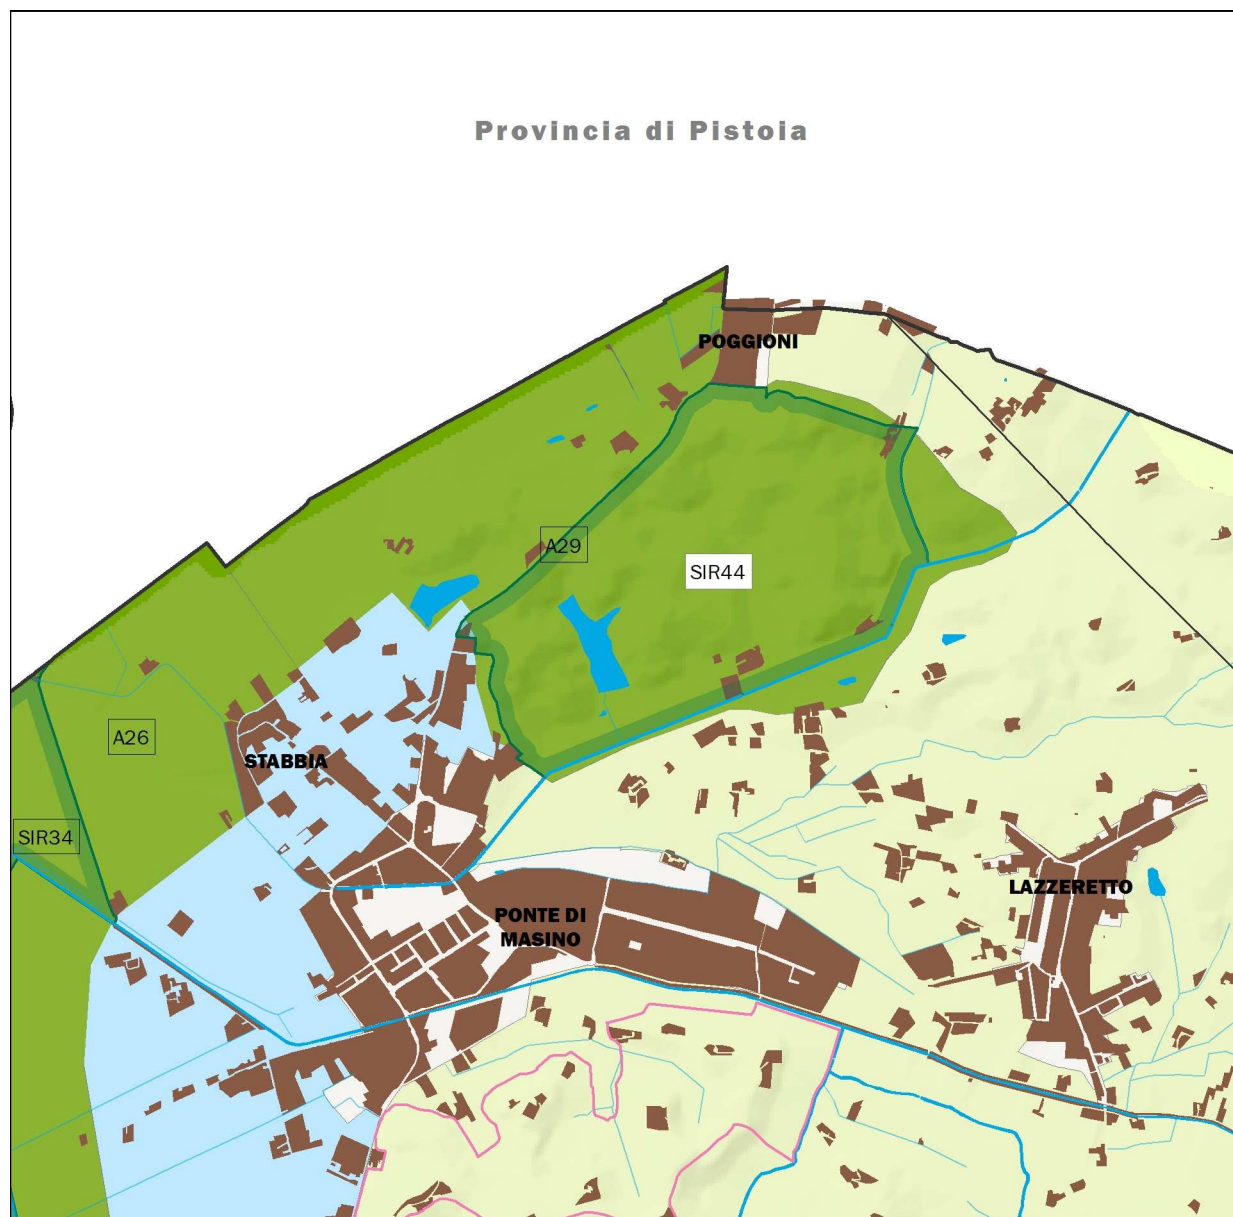 Provincia di Pistoia
POGGIONI
A29
SIR44
A26
STABBIA
SIR34
LAZZERETTO
PONTE DI
MASINO